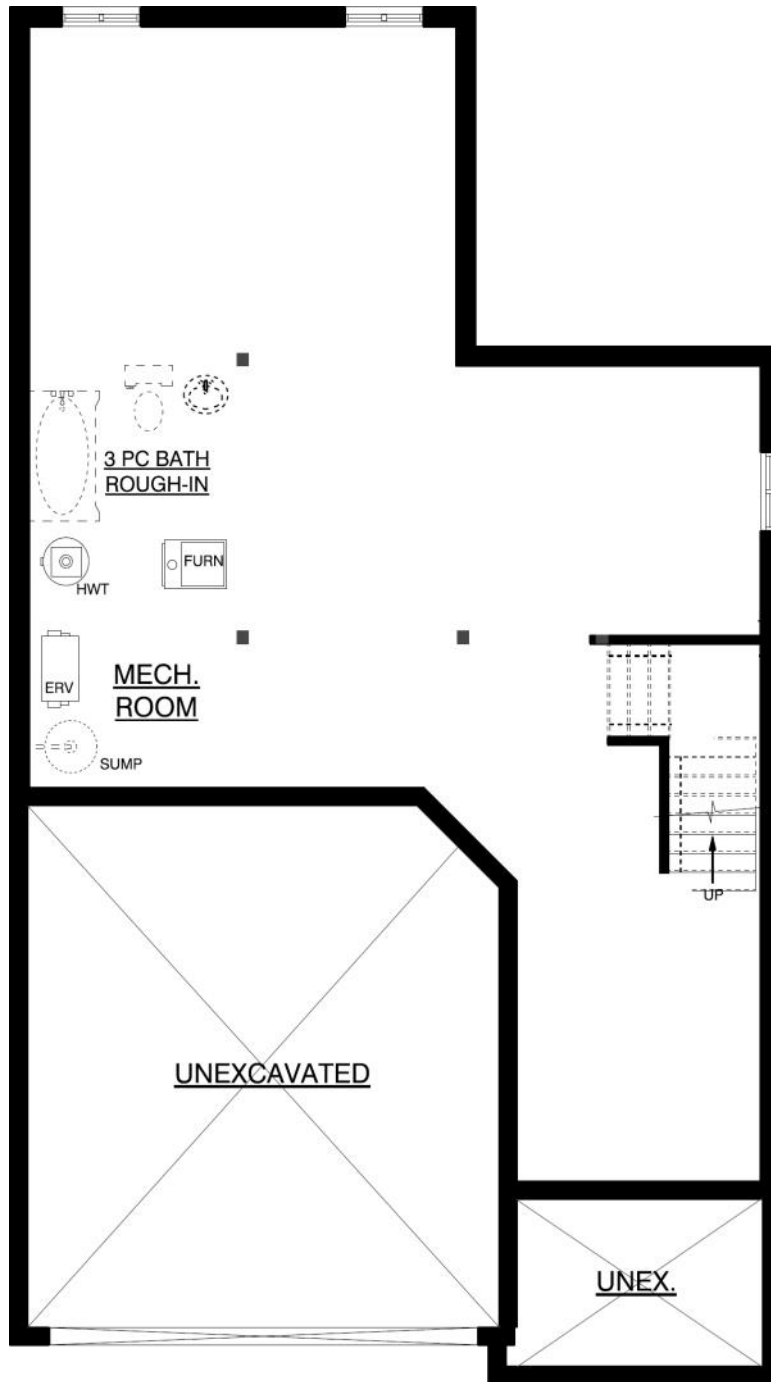 3 PC BATH
ROUGH-IN
FURN
HWT
MECH.
ROOM
ERV
SUMP
UP
UNEXCAVATED
UNEX.